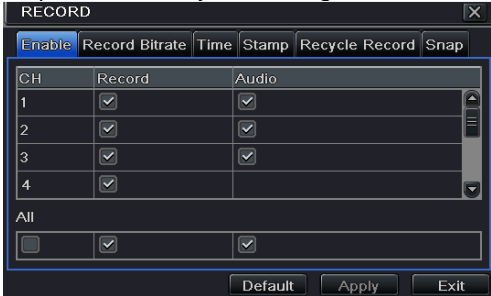 RECORD
Enable Record Bitrate Time Stamp Recycle Record Snap
CH Record Audio
1
2
3
4
All
Default Apply Exit